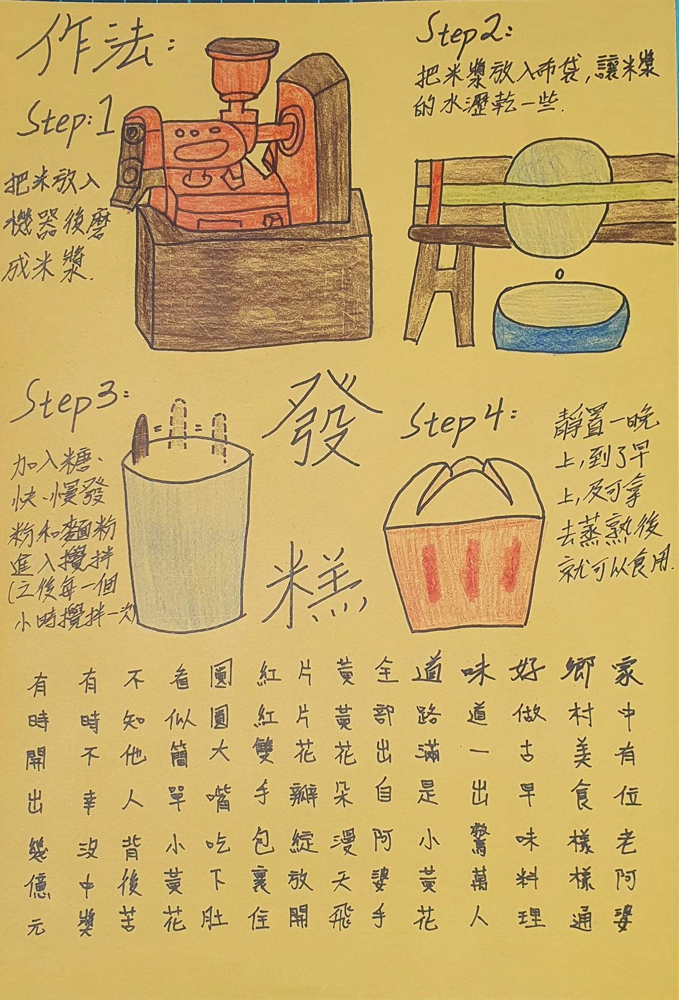 作法:
Step:1
把米放入
機器後磨
成米漿.
Step2:
把米漿放入布袋,讓米漿
的水瀝乾一些.
Step3:
加入糖、
快、慢發
粉和麵粉
進入攪拌
(之後每一個
小時攪拌一次
發糕
Step4:
靜置一晚
上,到了早
上,及可拿
去蒸熟後
就可以食用.
家中有位老阿婆
鄉村美食樣樣通
好做古早味料理
味道一出驚萬人
道路滿是小黃花
全部出自阿婆手
黃黃花朵漫天飛
片片花瓣綻放開
紅紅雙手包裹住
圓圓大嘴吃下肚
看似簡單小黃花
不知他人背後苦
有時不幸沒中獎
有時開出幾億元